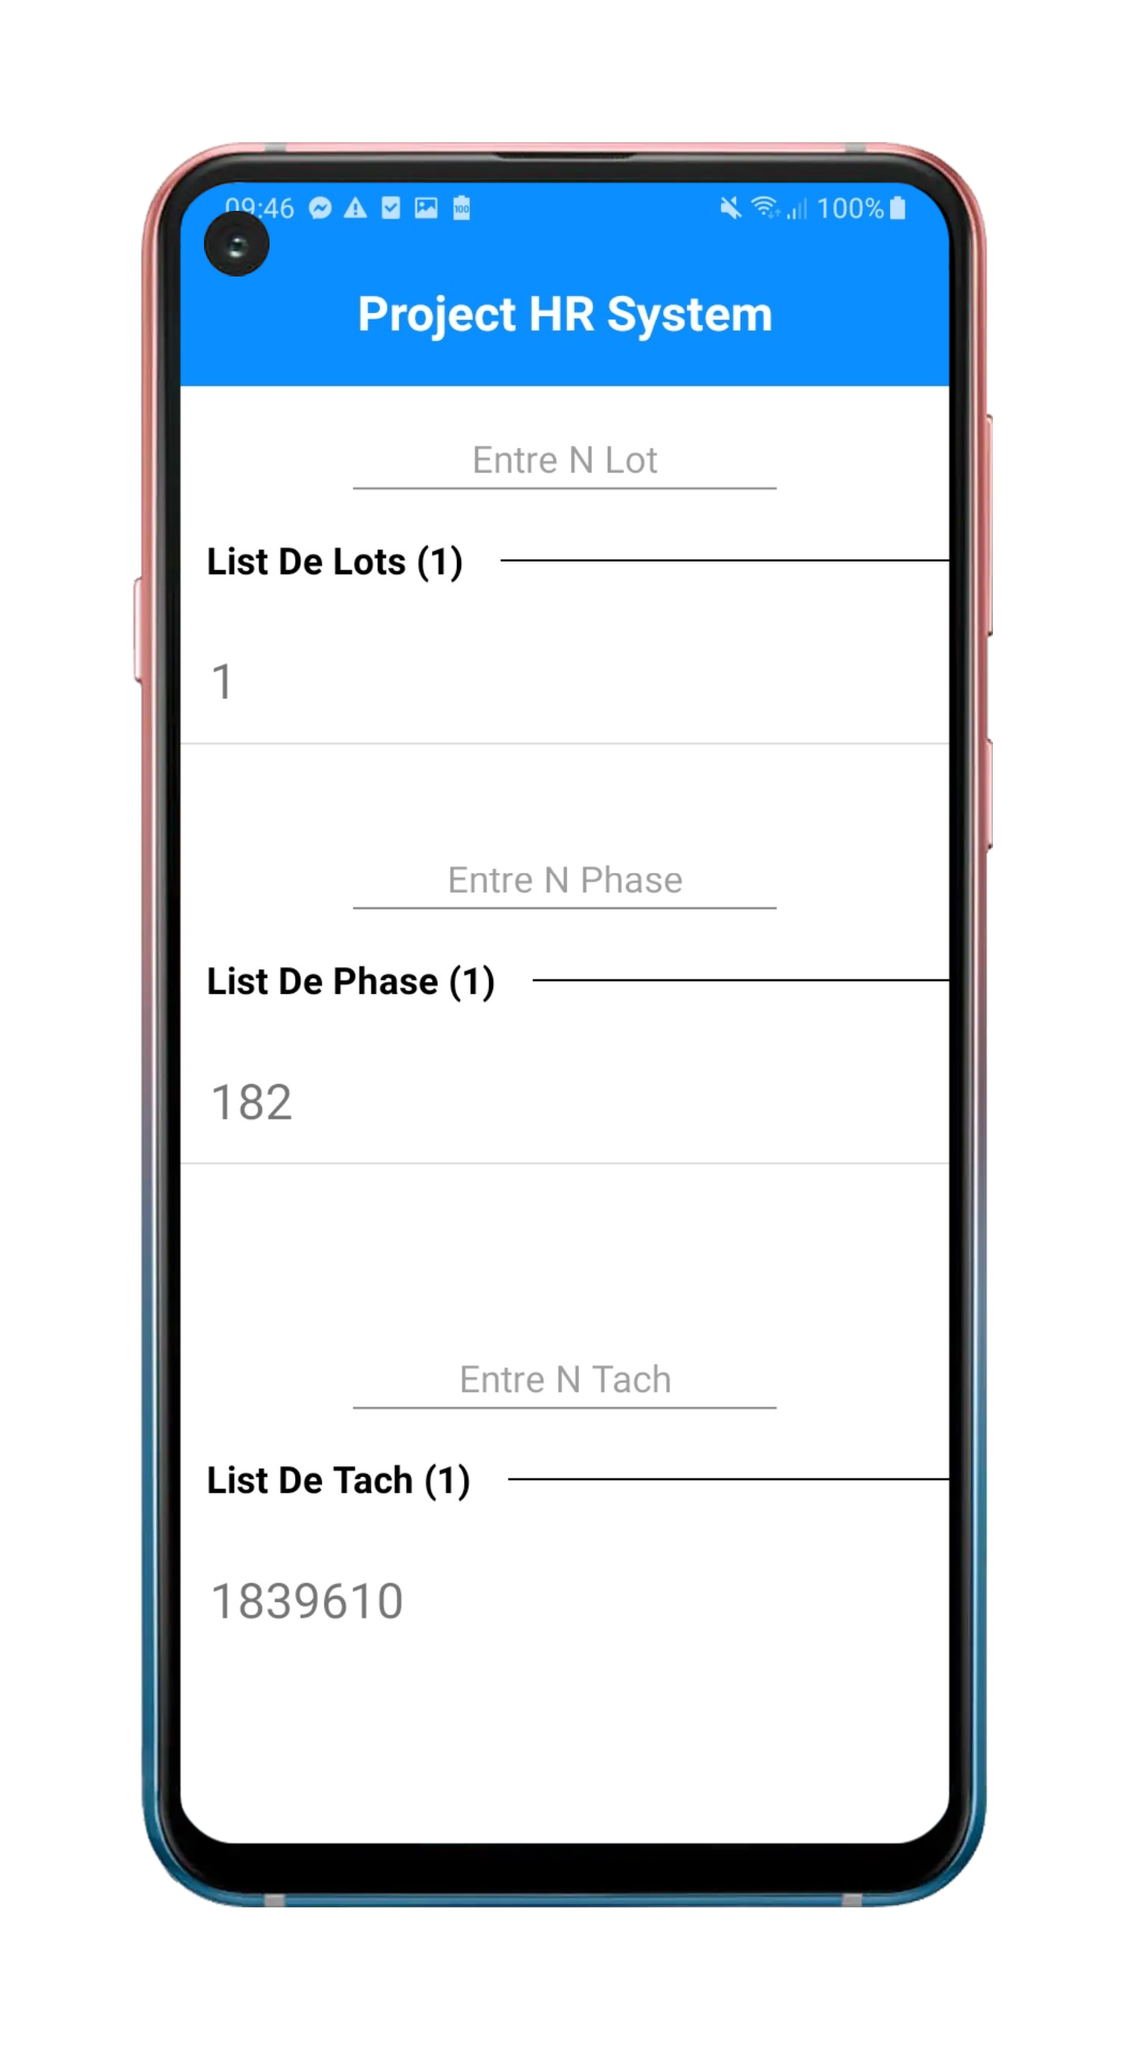 09:46 100 100%
Project HR System
Entre N Lot
List De Lots (1)
1
Entre N Phase
List De Phase (1)
182
Entre N Tach
List De Tach (1)
1839610